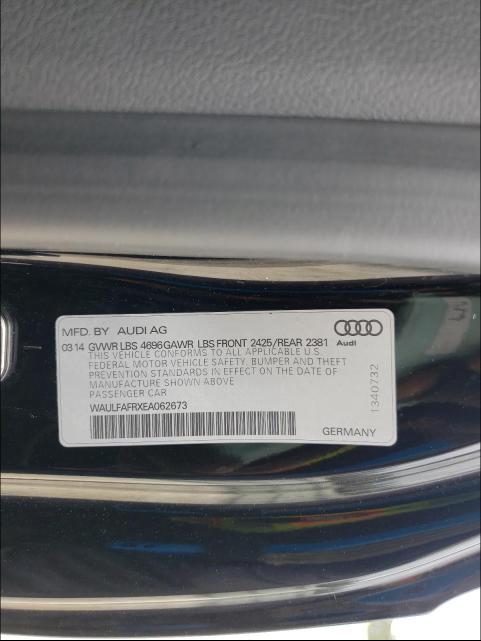 MFD. BY AUDI AG
03 14 GVWR LBS 4696 GAWR LBS FRONT 2425/REAR 2381
Audi
THIS VEHICLE CONFORMS TO ALL APPLICABLE U.S.
FEDERAL MOTOR VEHICLE SAFETY, BUMPER AND THEFT
PREVENTION STANDARDS IN EFFECT ON THE DATE OF
MANUFACTURE SHOWN ABOVE
PASSENGER CAR
WAULFAFRXEA062673
1340732
GERMANY